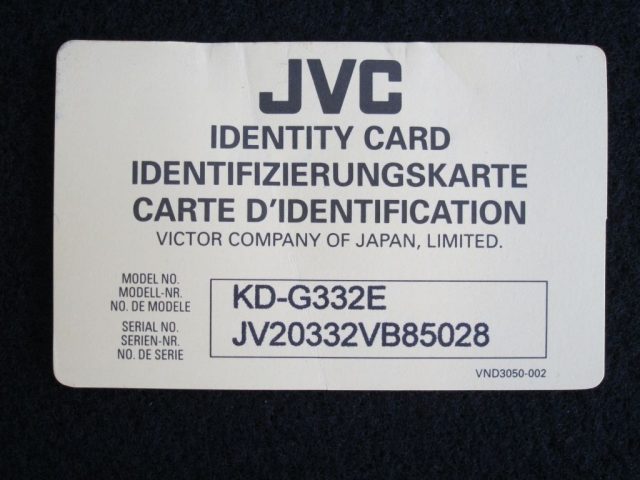 JVC
IDENTITY CARD
IDENTIFIZIERUNGSKARTE
CARTE D'IDENTIFICATION
VICTOR COMPANY OF JAPAN, LIMITED.
MODEL NO.
MODELL-NR.
NO. DE MODELE
KD-G332E
SERIAL NO.
SERIEN-NR.
NO. DE SERIE
JV20332VB85028
VND3050-002